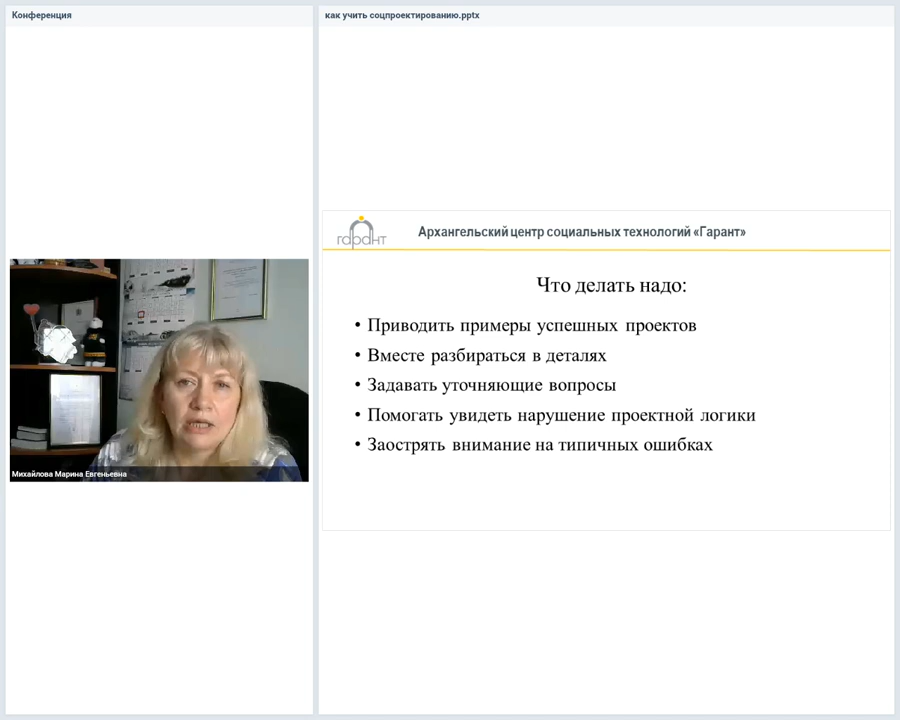 Конференция
как учить соцпроектированию.pptx
гарант
Архангельский центр социальных технологий «Гарант»
Что делать надо:
• Приводить примеры успешных проектов
• Вместе разбираться в деталях
• Задавать уточняющие вопросы
• Помогать увидеть нарушение проектной логики
• Заострять внимание на типичных ошибках
Михайлова Марина Евгеньевна